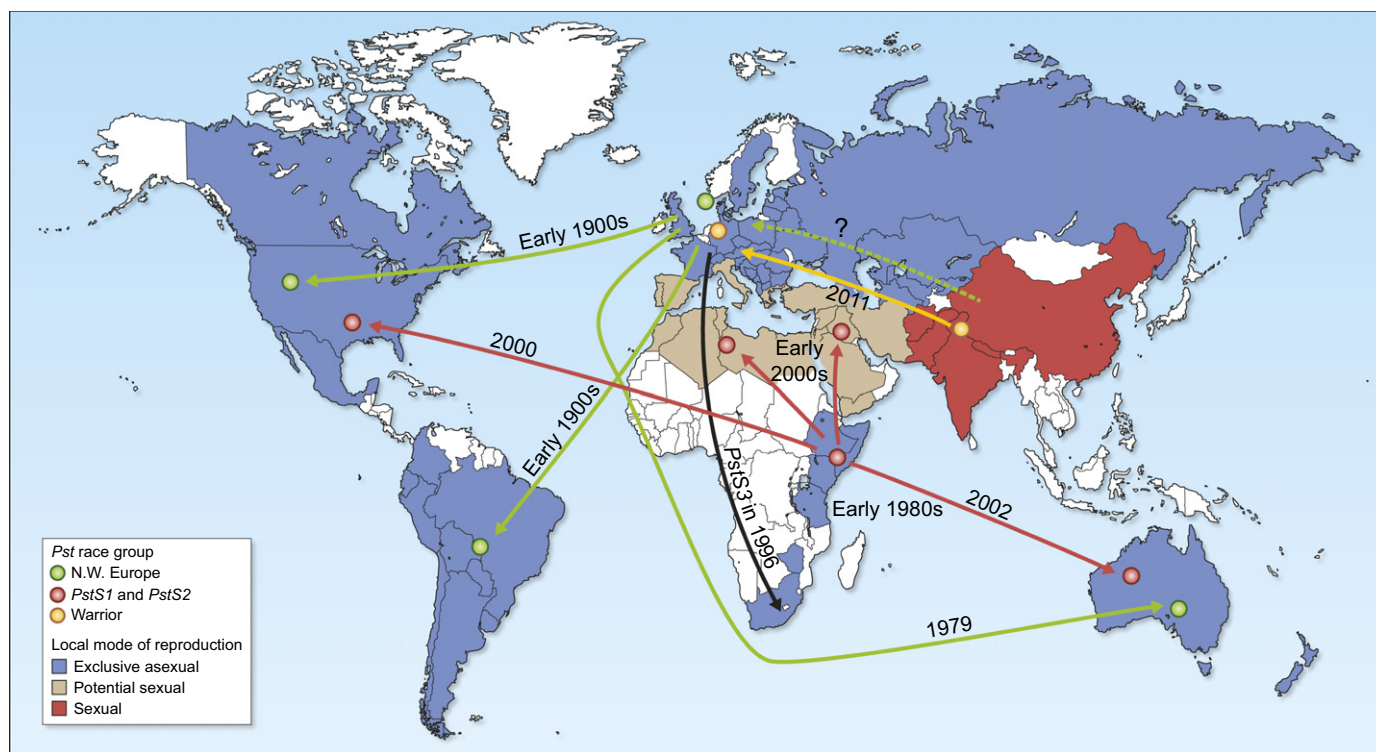 ?
Early 1900s
2011
2000
Early
2000s
Early 1900s
PstS3 in 1996
2002
Early 1980s
1979
Pst race group
N.W. Europe
PstS1 and PstS2
Warrior
Local mode of reproduction
Exclusive asexual
Potential sexual
Sexual